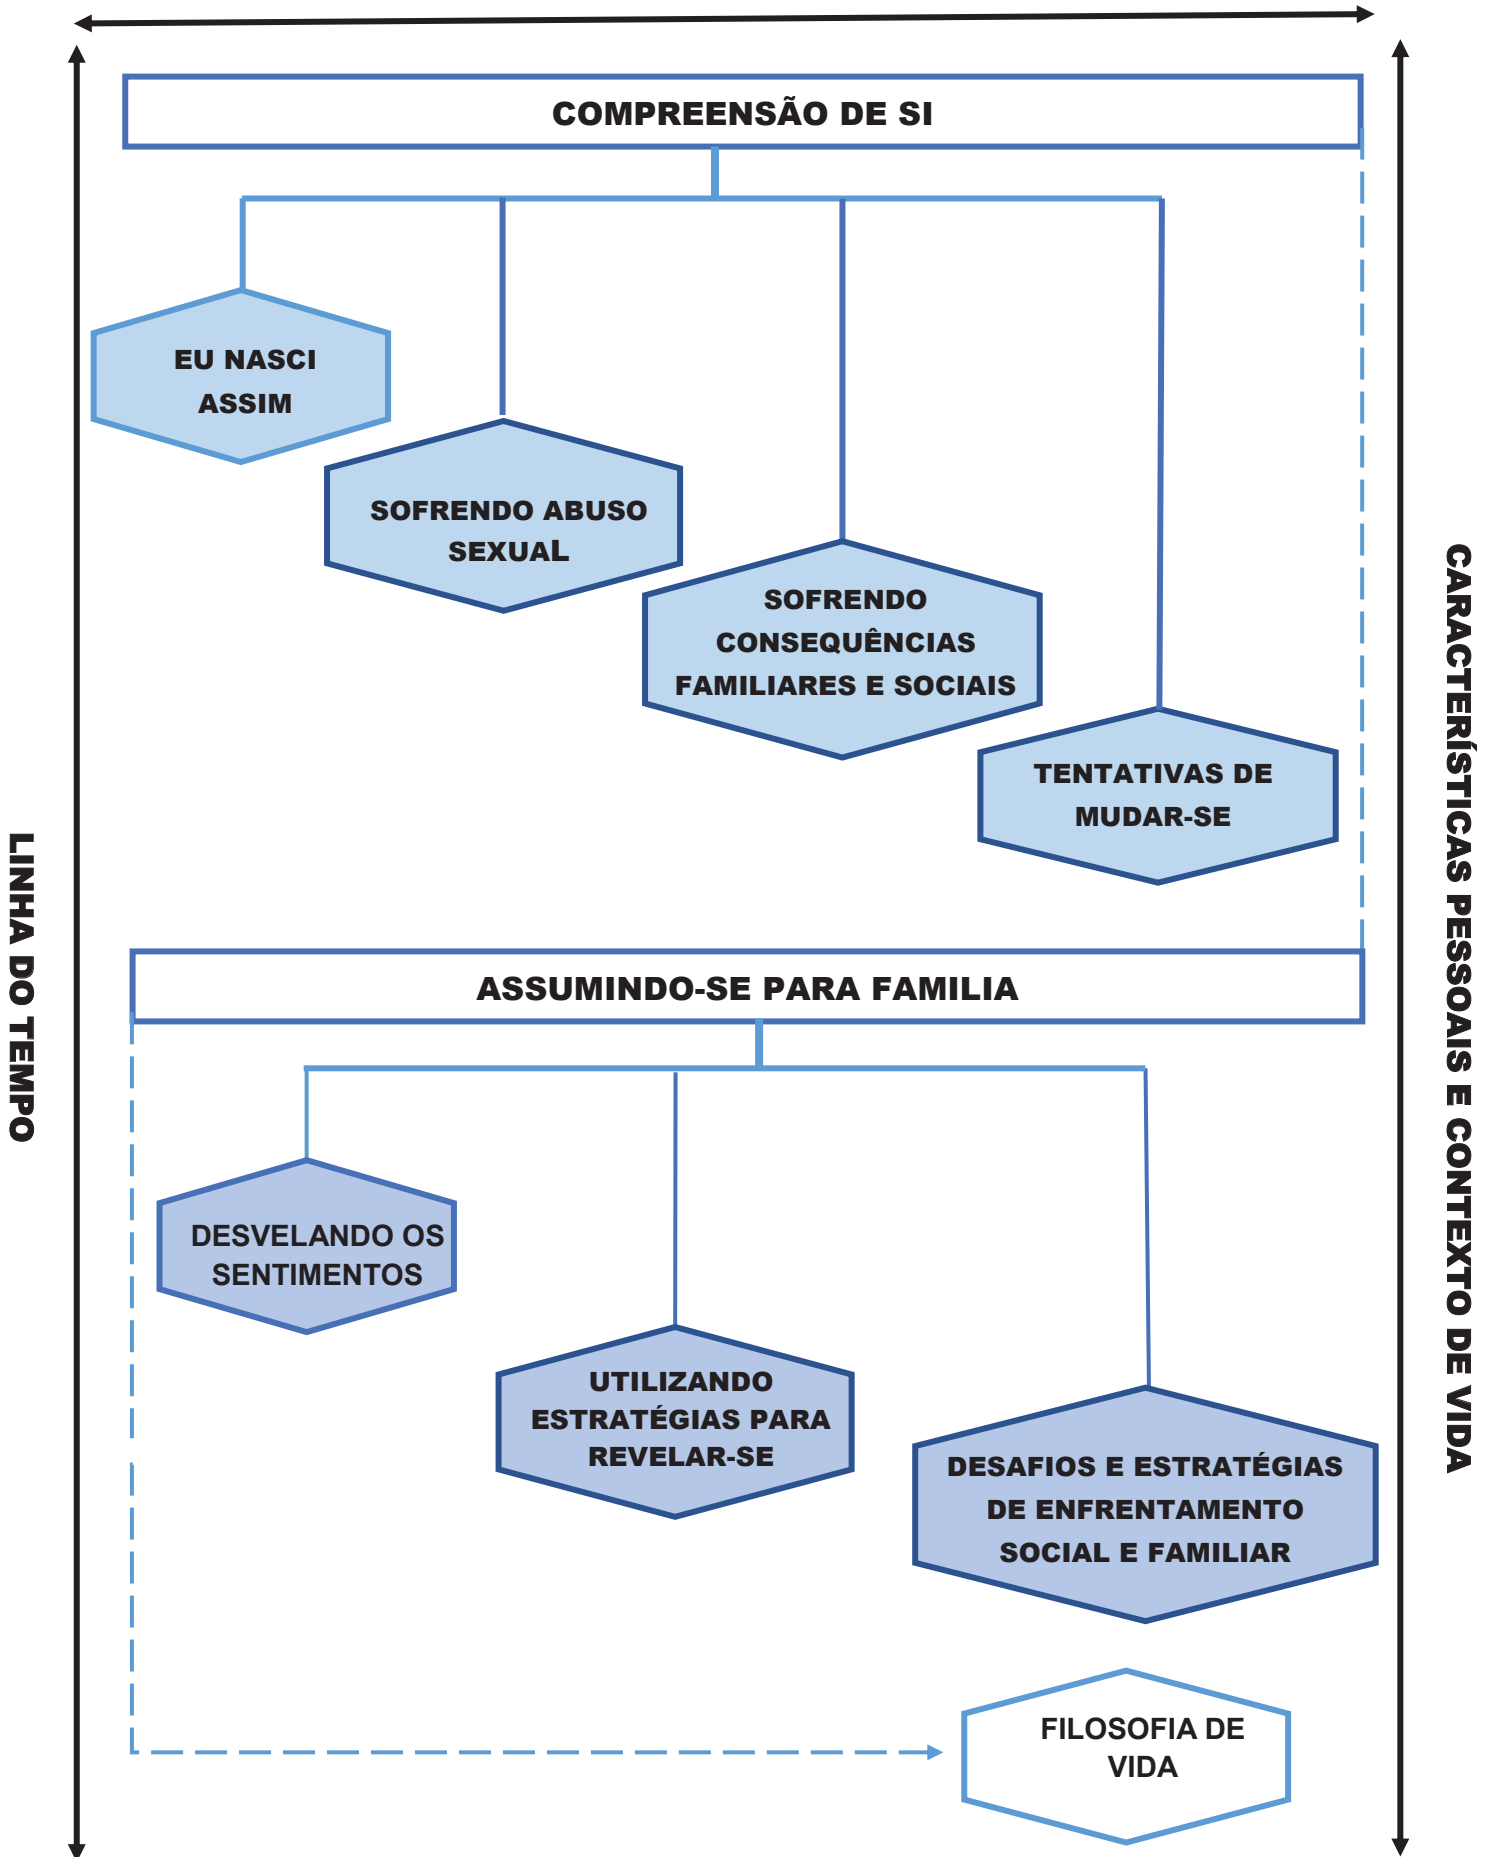 COMPREENSÃO DE SI
EU NASCI
ASSIM
SOFRENDO ABUSO
SEXUAL
SOFRENDO
CONSEQUÊNCIAS
FAMILIARES E SOCIAIS
TENTATIVAS DE
MUDAR-SE
LINHA DO TEMPO
CARACTERÍSTICAS PESSOAIS E CONTEXTO DE VIDA
ASSUMINDO-SE PARA FAMILIA
DESVELANDO OS
SENTIMENTOS
UTILIZANDO
ESTRATÉGIAS PARA
REVELAR-SE
DESAFIOS E ESTRATÉGIAS
DE ENFRENTAMENTO
SOCIAL E FAMILIAR
FILOSOFIA DE
VIDA